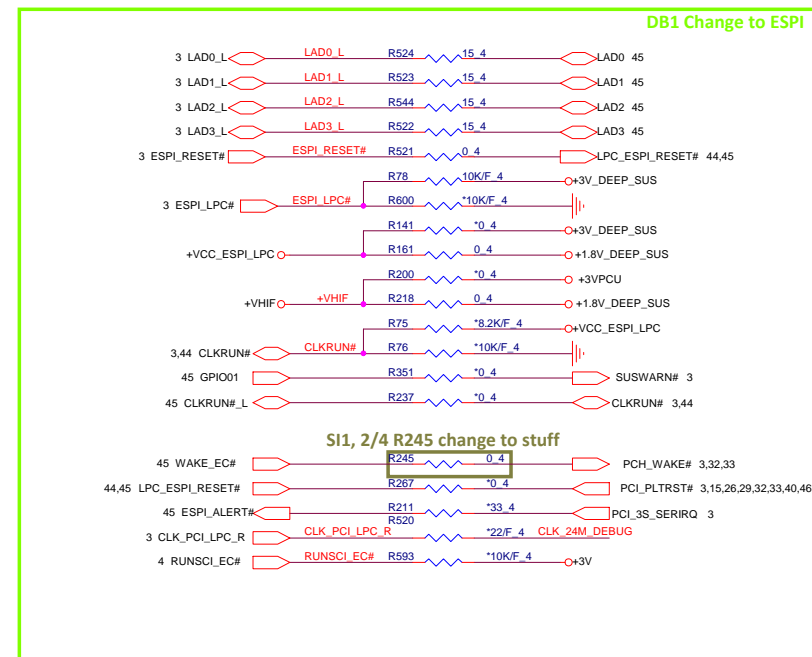 DB1 Change to ESPI
3 LAD0_L LAD0_L R524 15_4 LAD0 45
3 LAD1_L LAD1_L R523 15_4 LAD1 45
3 LAD2_L LAD2_L R544 15_4 LAD2 45
3 LAD3_L LAD3_L R522 15_4 LAD3 45
3 ESPI_RESET# ESPI_RESET# R521 0_4 LPC_ESPI_RESET# 44,45
R78 10K/F_4 +3V_DEEP_SUS
3 ESPI_LPC# ESPI_LPC# R600 *10K/F_4
R141 *0_4 +3V_DEEP_SUS
+VCC_ESPI_LPC R161 0_4 +1.8V_DEEP_SUS
R200 *0_4 +3VPCU
+VHIF +VHIF R218 0_4 +1.8V_DEEP_SUS
R75 *8.2K/F_4 +VCC_ESPI_LPC
3,44 CLKRUN# CLKRUN# R76 *10K/F_4
45 GPIO01 R351 *0_4 SUSWARN# 3
45 CLKRUN#_L R237 *0_4 CLKRUN# 3,44
SI1, 2/4 R245 change to stuff
45 WAKE_EC# R245 0_4 PCH_WAKE# 3,32,33
44,45 LPC_ESPI_RESET# R267 *0_4 PCI_PLTRST# 3,15,26,29,32,33,40,46
45 ESPI_ALERT# R211 *33_4 PCI_3S_SERIRQ 3
3 CLK_PCI_LPC_R CLK_PCI_LPC_R R520 *22/F_4 CLK_24M_DEBUG
4 RUNSCI_EC# RUNSCI_EC# R593 *10K/F_4 +3V